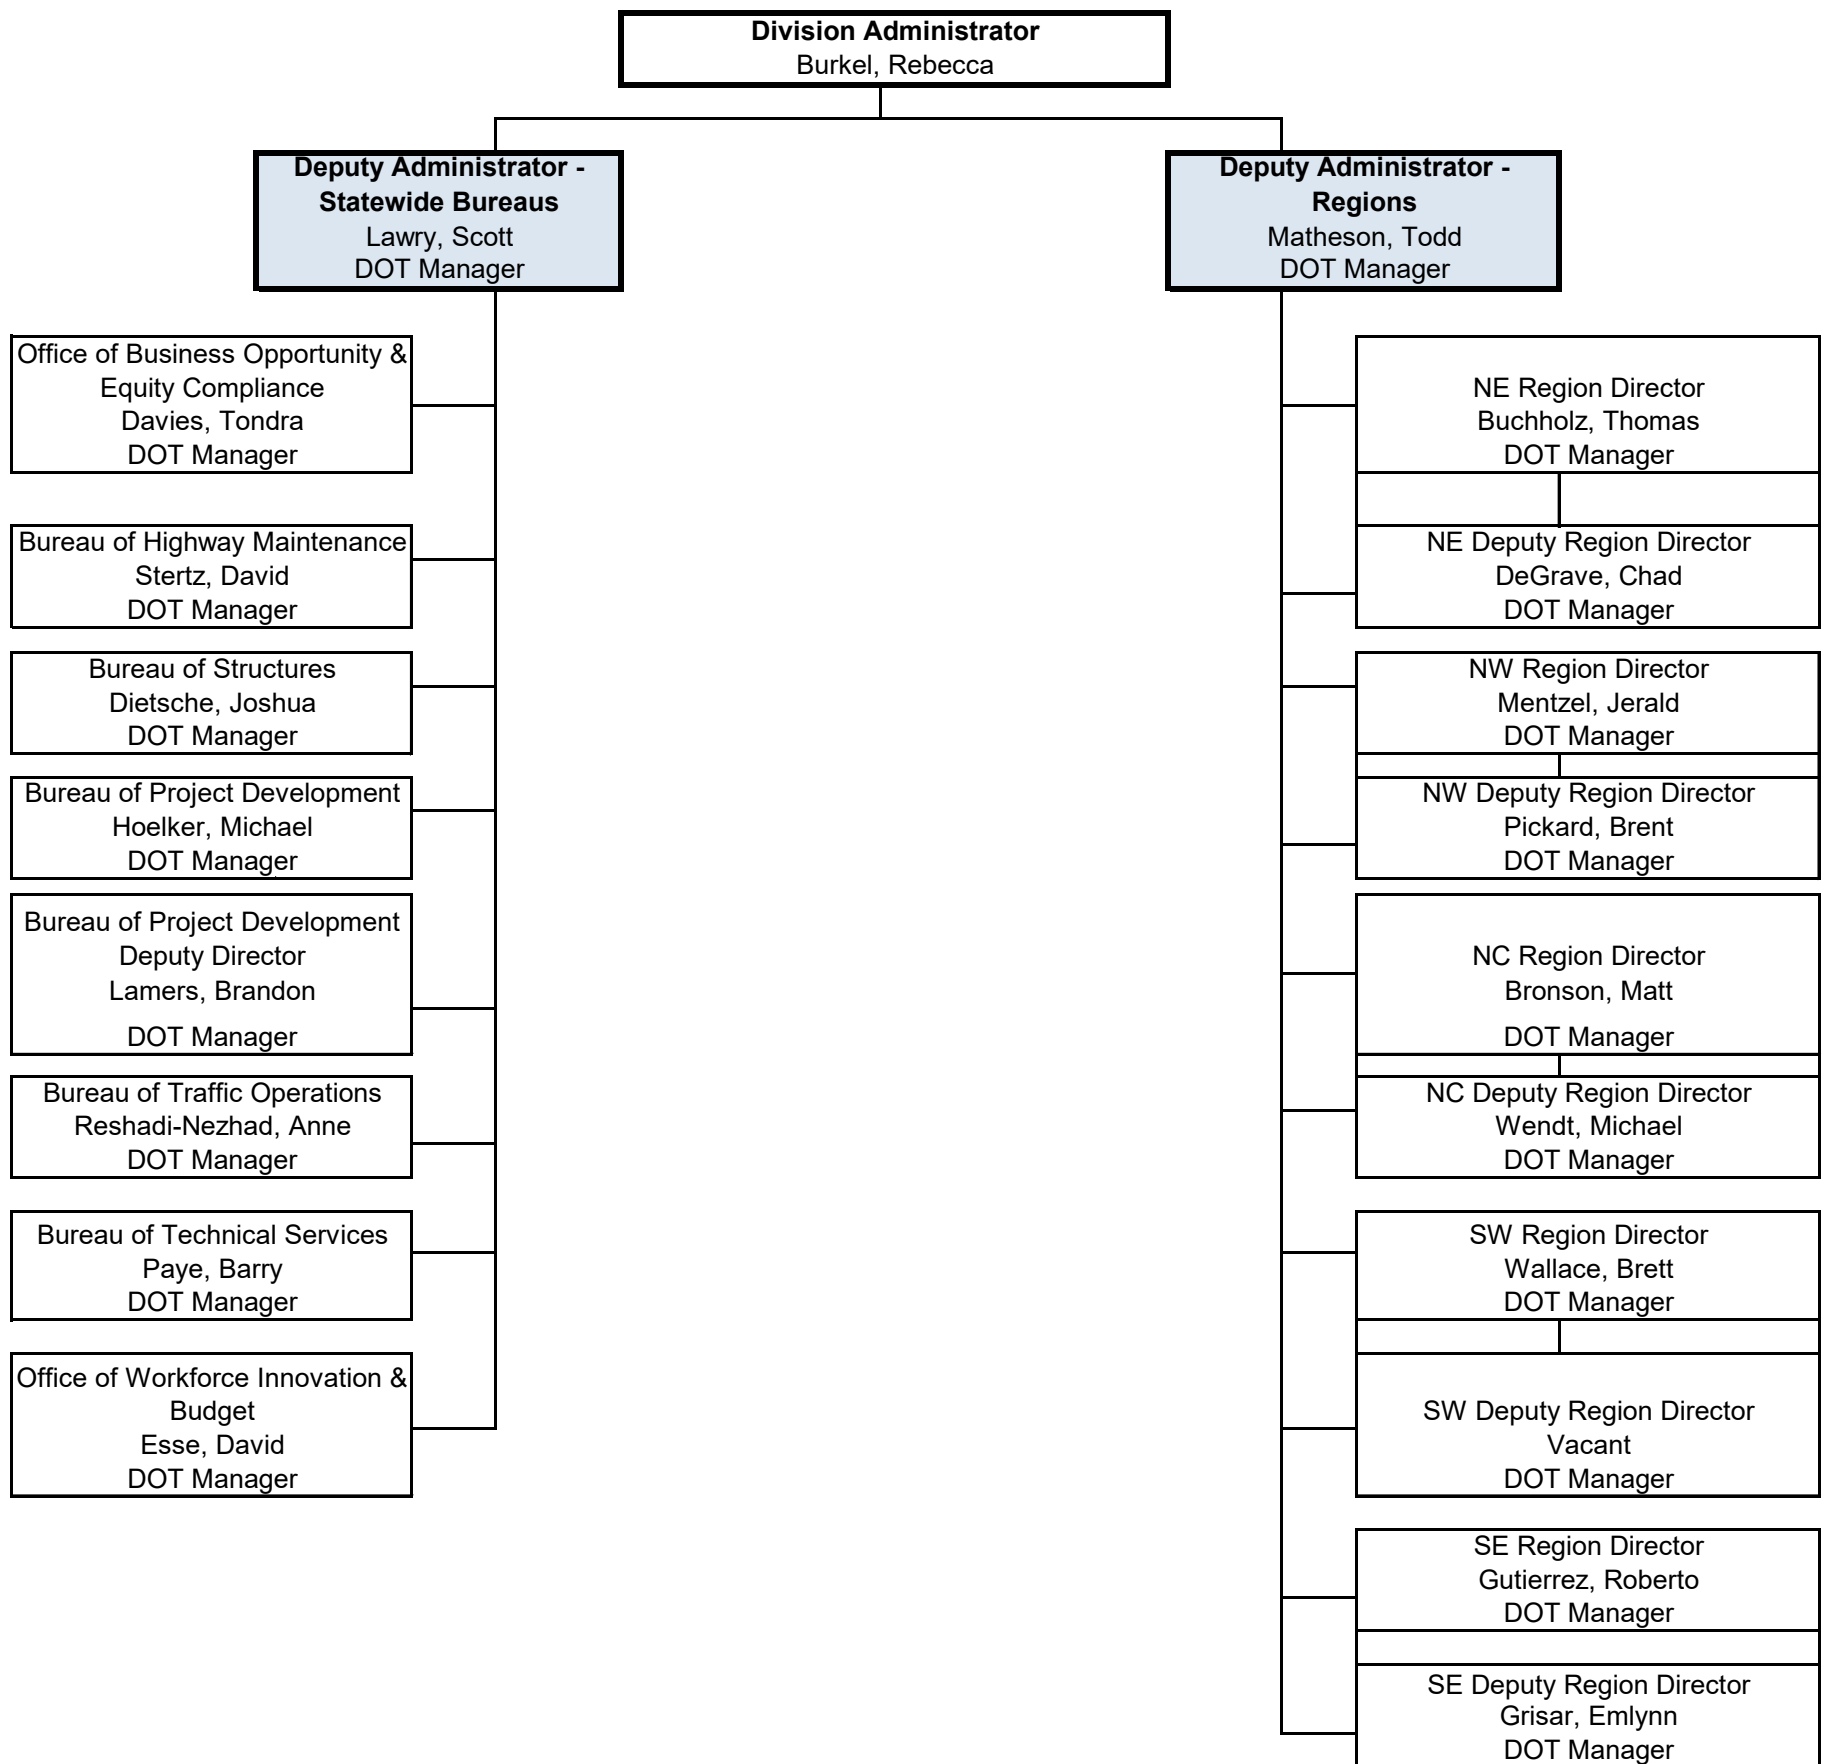 Division Administrator
Burkel, Rebecca
Deputy Administrator -
Statewide Bureaus
Lawry, Scott
DOT Manager
Deputy Administrator -
Regions
Matheson, Todd
DOT Manager
Office of Business Opportunity &
Equity Compliance
Davies, Tondra
DOT Manager
Bureau of Highway Maintenance
Stertz, David
DOT Manager
Bureau of Structures
Dietsche, Joshua
DOT Manager
Bureau of Project Development
Hoelker, Michael
DOT Manager
Bureau of Project Development
Deputy Director
Lamers, Brandon
DOT Manager
Bureau of Traffic Operations
Reshadi-Nezhad, Anne
DOT Manager
Bureau of Technical Services
Paye, Barry
DOT Manager
Office of Workforce Innovation &
Budget
Esse, David
DOT Manager
NE Region Director
Buchholz, Thomas
DOT Manager
NE Deputy Region Director
DeGrave, Chad
DOT Manager
NW Region Director
Mentzel, Jerald
DOT Manager
NW Deputy Region Director
Pickard, Brent
DOT Manager
NC Region Director
Bronson, Matt
DOT Manager
NC Deputy Region Director
Wendt, Michael
DOT Manager
SW Region Director
Wallace, Brett
DOT Manager
SW Deputy Region Director
Vacant
DOT Manager
SE Region Director
Gutierrez, Roberto
DOT Manager
SE Deputy Region Director
Grisar, Emlynn
DOT Manager